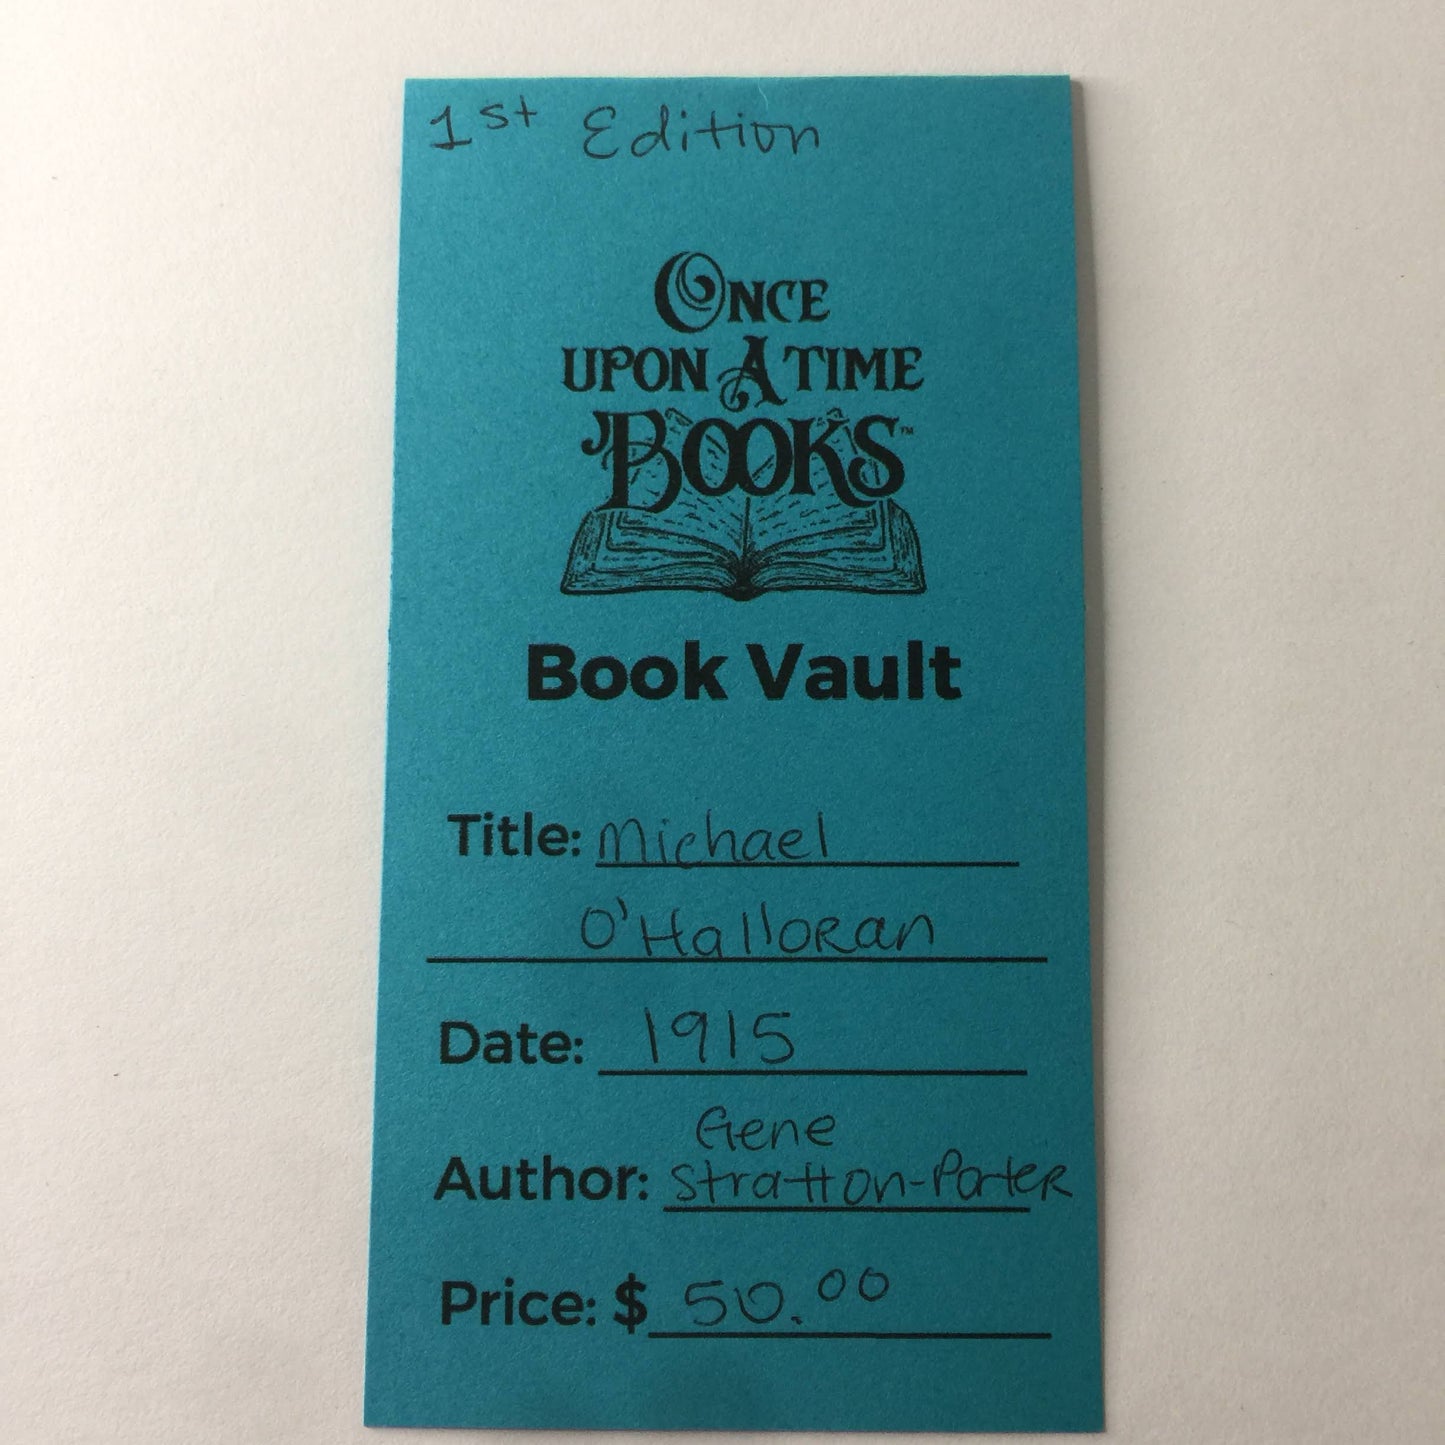 1st Edition
ONCE
UPON A TIME
BOOKS™
Book Vault
Title: Michael
O'Halloran
Date: 1915
Gene
Author: Stratton-Porter
Price: $ 50.00